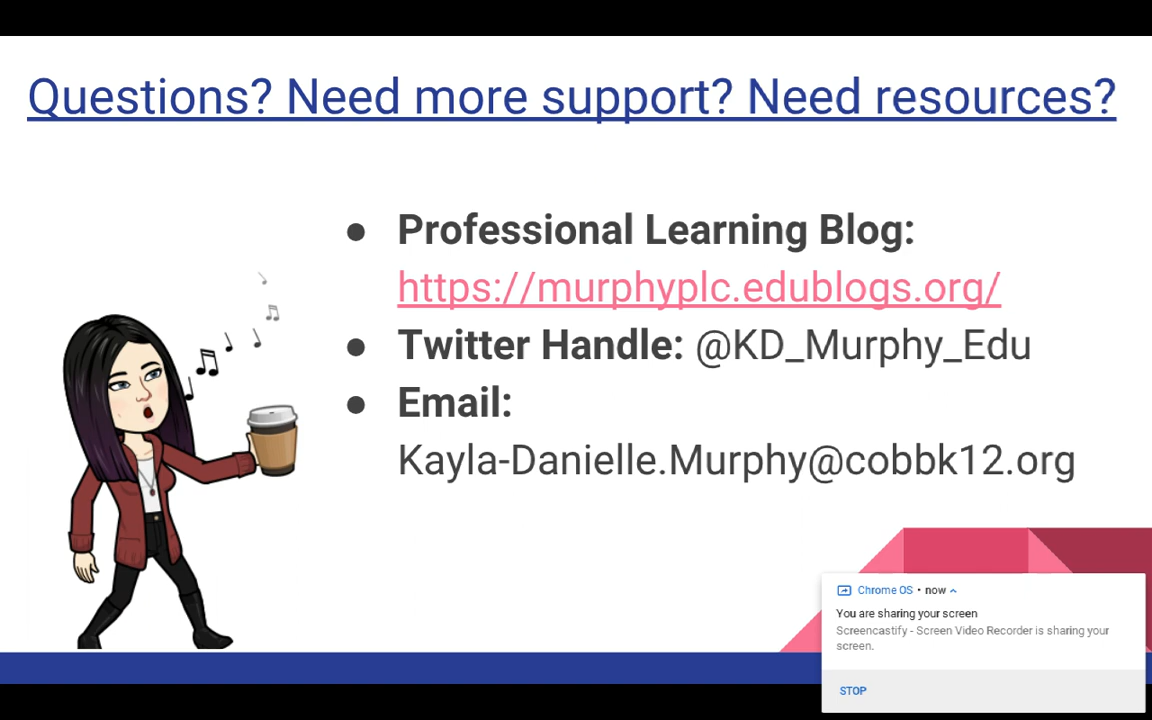 Questions? Need more support? Need resources?
● Professional Learning Blog:
https://murphyplc.edublogs.org/
● Twitter Handle: @KD_Murphy_Edu
● Email:
Kayla-Danielle.Murphy@cobbk12.org
Chrome OS • now
You are sharing your screen
Screencastify - Screen Video Recorder is sharing your
screen.
STOP